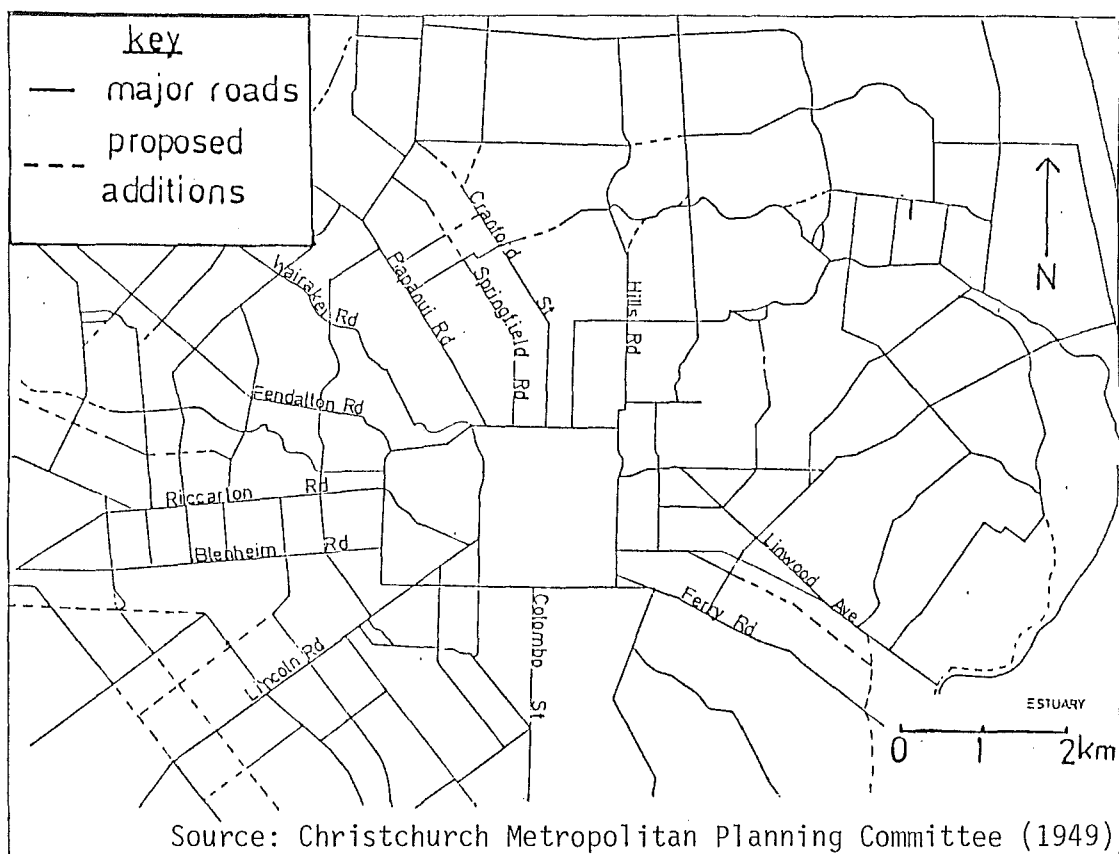 key
major roads
proposed
additions
Cranford St
Springfield Rd
Papanui Rd
Wairakei Rd
Hills Rd
N
Fendalton Rd
Riccarton Rd
Blenheim Rd
Lincoln Rd
Colombo St
Linwood Ave
Ferry Rd
ESTUARY
0 1 2km
Source: Christchurch Metropolitan Planning Committee (1949)